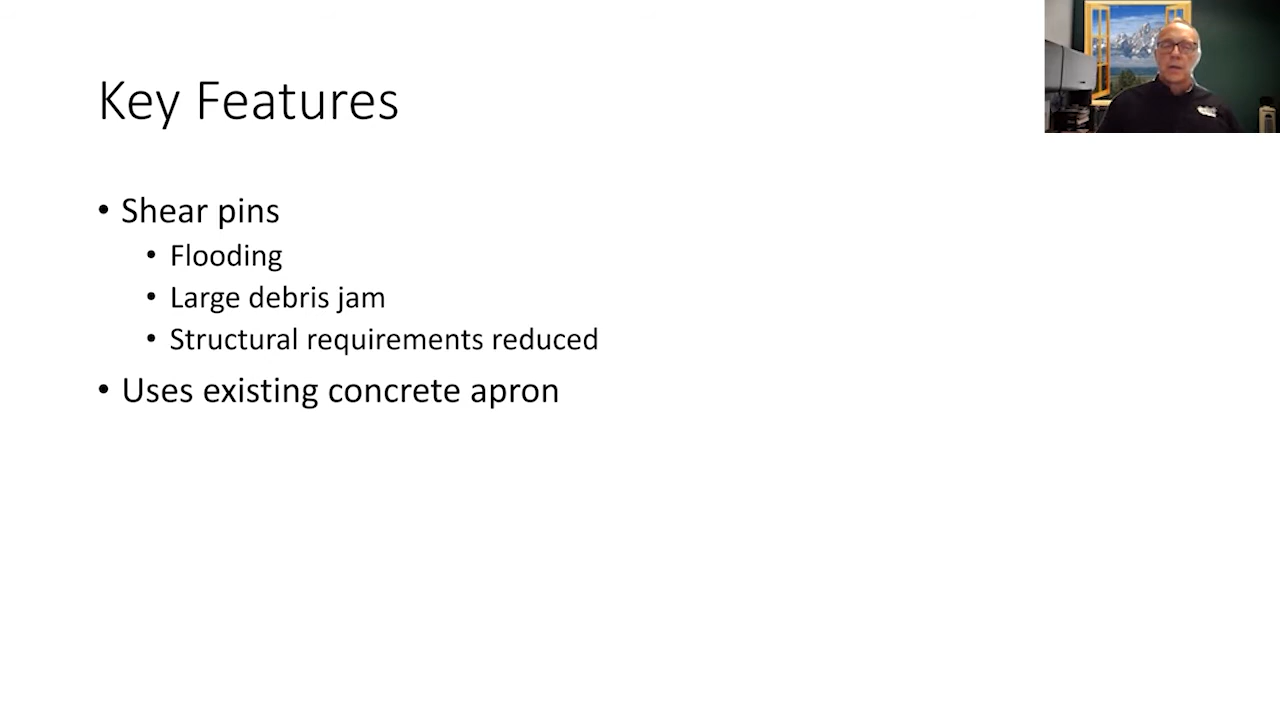 Key Features
• Shear pins
• Flooding
• Large debris jam
• Structural requirements reduced
• Uses existing concrete apron